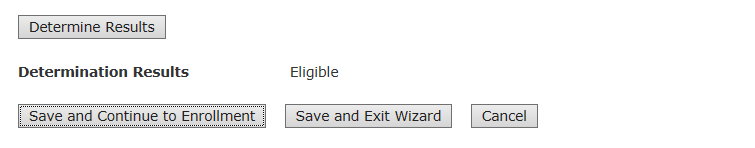 Determine Results
Determination Results Eligible
Save and Continue to Enrollment Save and Exit Wizard Cancel